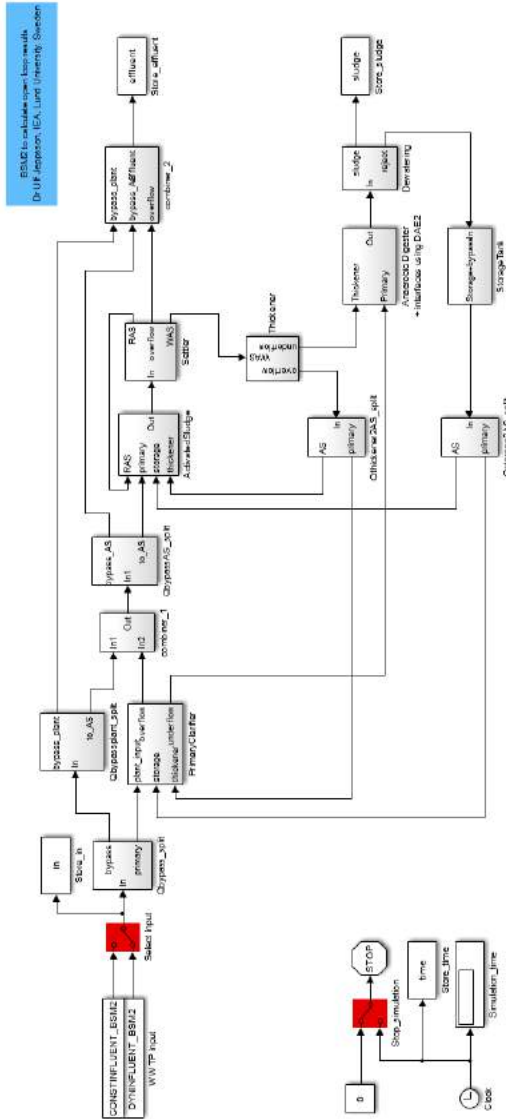 BSM2 to calculate open loop results
Dr Ulf Jeppsson, IEA, Lund University, Sweden
CONSTINFLUENT_BSM2
DYNINFLUENT_BSM2
WWTP input
Select input
in
Store_in
In
bypass
primary
Qbypass_split
In
bypass_plant
to_AS
Qbypassplant_split
plant_input
overflow
storage
thickener
underflow
PrimaryClarifier
In1
In2
Out
combiner_1
In1
bypass_AS
to_AS
QbypassAS_split
RAS
primary
storage
thickener
Out
ActivatedSludge
In
RAS
overflow
WAS
Settler
bypass_plant
bypass_AS
effluent
overflow
combiner_2
effluent
Store_effluent
WAS
overflow
underflow
Thickener
AS
In
primary
Qthickener2AS_split
Thickener
Primary
Out
Anaerobic Digester
+ interfaces using DAE2
In
sludge
reject
Dewatering
sludge
Store_sludge
Storage+bypass
In
StorageTank
AS
In
primary
0
STOP
Stop_simulation
time
Store_time
Simulation_time
Clock